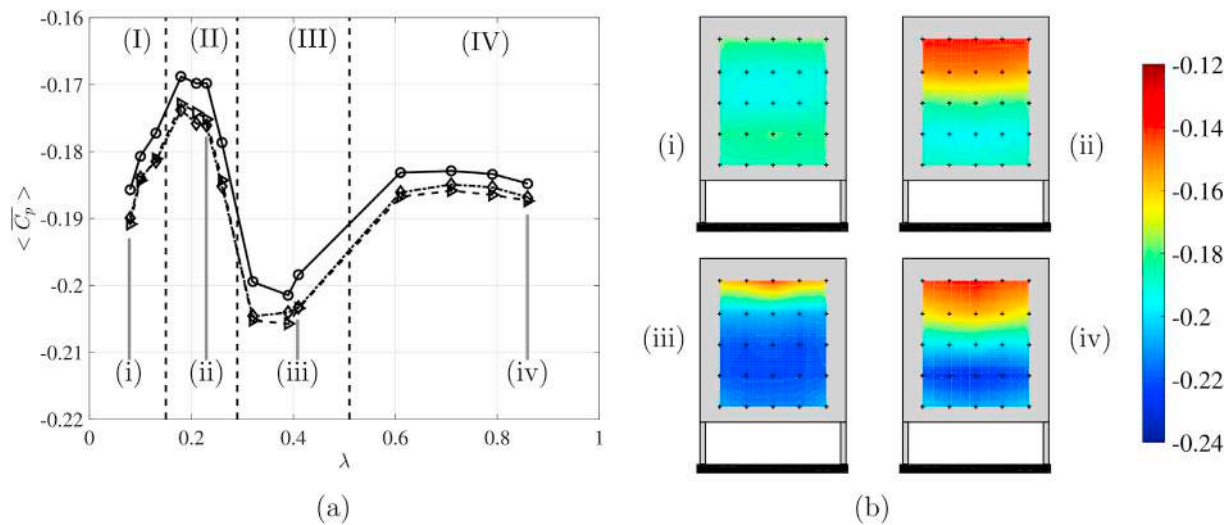 -0.16
-0.17
-0.18
-0.19
-0.2
-0.21
-0.22
< \overline{C_p} >
(I) (II) (III) (IV)
(i) (ii) (iii) (iv)
0 0.2 0.4 0.6 0.8 1
λ
(a)
(i) (ii)
(iii) (iv)
-0.12
-0.14
-0.16
-0.18
-0.2
-0.22
-0.24
(b)